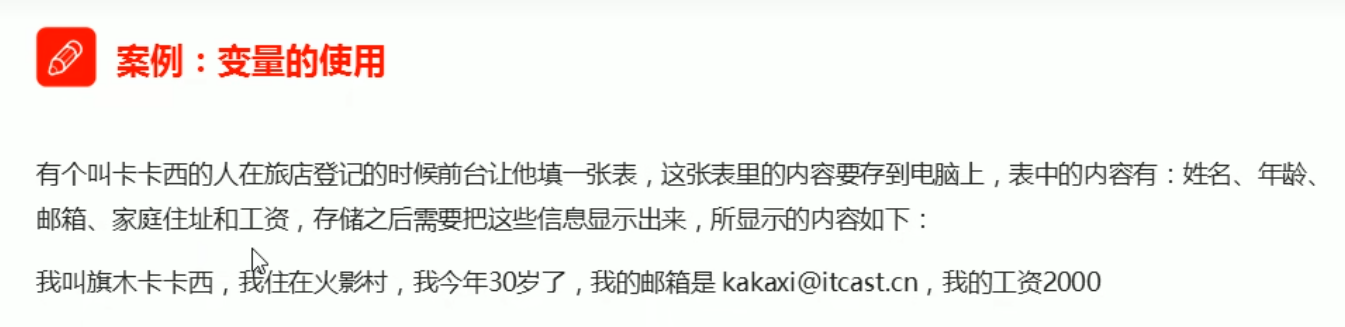 案例：变量的使用
有个叫卡卡西的人在旅店登记的时候前台让他填一张表，这张表里的内容要存到电脑上，表中的内容有：姓名、年龄、
邮箱、家庭住址和工资，存储之后需要把这些信息显示出来，所显示的内容如下：
我叫旗木卡卡西，我住在火影村，我今年30岁了，我的邮箱是 kakaxi@itcast.cn，我的工资2000